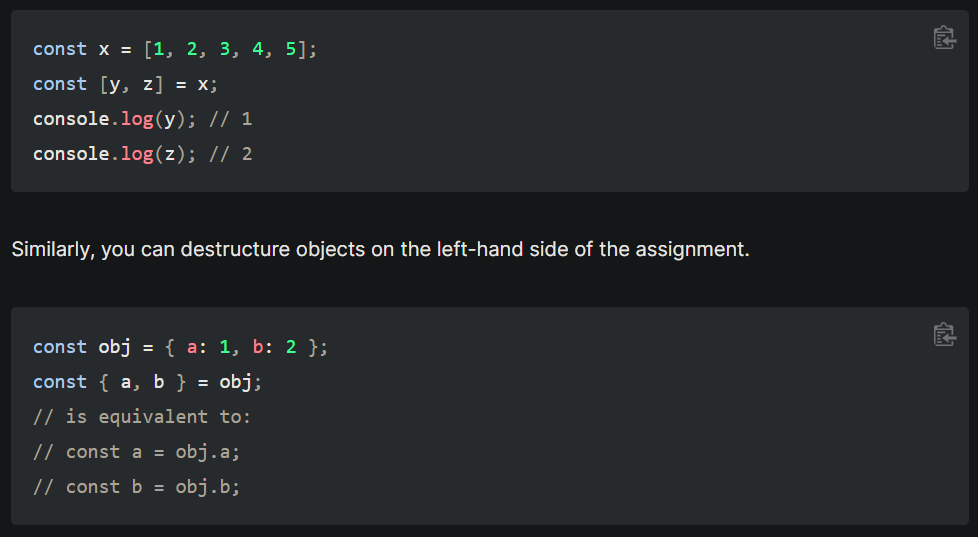 const x = [1, 2, 3, 4, 5];
const [y, z] = x;
console.log(y); // 1
console.log(z); // 2
Similarly, you can destructure objects on the left-hand side of the assignment.
const obj = { a: 1, b: 2 };
const { a, b } = obj;
// is equivalent to:
// const a = obj.a;
// const b = obj.b;